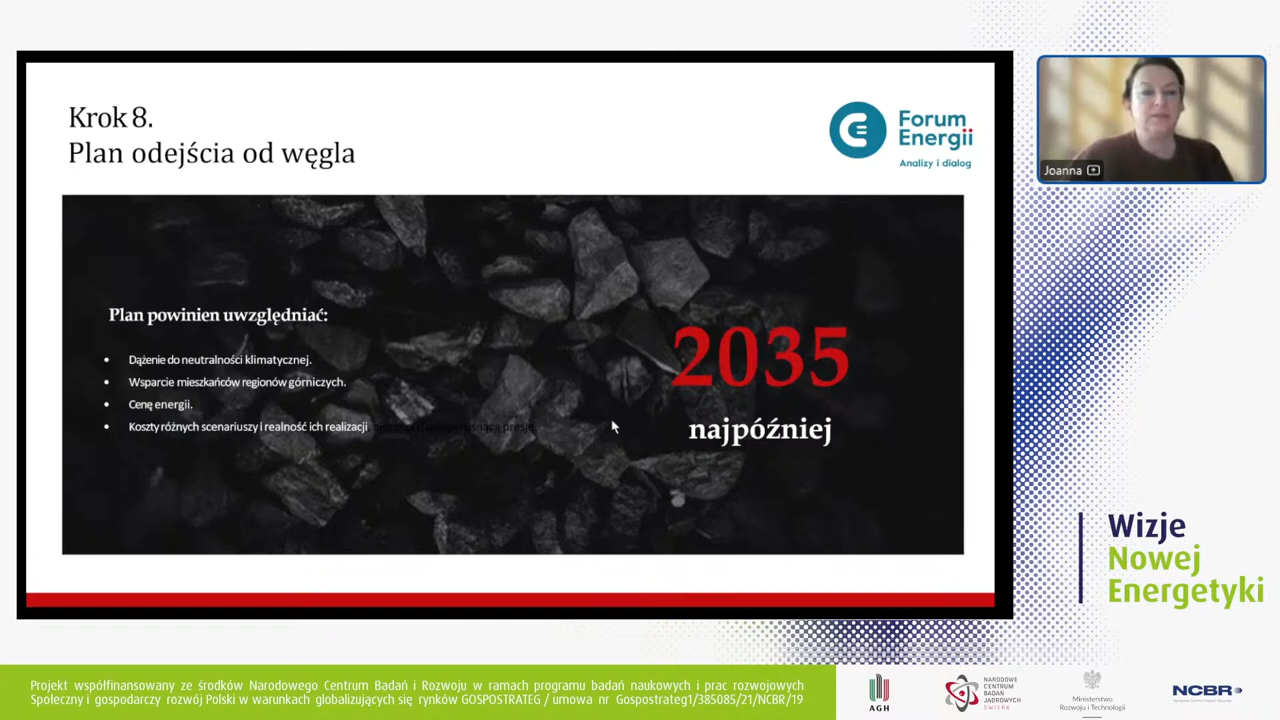 Krok 8.
Plan odejścia od węgla
Forum
Energii
Analizy i dialog
Plan powinien uwzględniać:
• Dążenie do neutralności klimatycznej.
• Wsparcie mieszkańców regionów górniczych.
• Cenę energii.
• Koszty różnych scenariuszy i realność ich realizacji
presję
2035
najpóźniej
Joanna
Wizje
Nowej
Energetyki
Projekt współfinansowany ze środków Narodowego Centrum Badań i Rozwoju w ramach programu badań naukowych i prac rozwojowych
Społeczny i gospodarczy rozwój Polski w warunkach globalizujących się rynków GOSPOSTRATEG / umowa nr Gospostrateg1/385085/21/NCBR/19
AGH
NARODOWE
CENTRUM
BADAŃ
JĄDROWYCH
ŚWIERK
Ministerstwo
Rozwoju i Technologii
NCBR